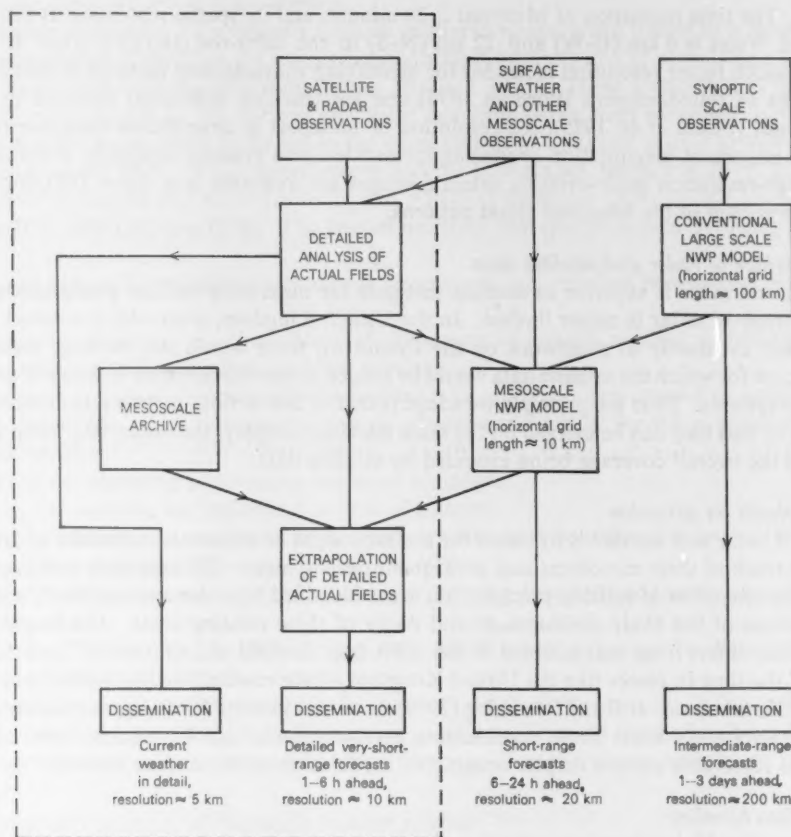 SATELLITE
& RADAR
OBSERVATIONS
SURFACE
WEATHER
AND OTHER
MESOSCALE
OBSERVATIONS
SYNOPTIC
SCALE
OBSERVATIONS
DETAILED
ANALYSIS OF
ACTUAL FIELDS
CONVENTIONAL
LARGE SCALE
NWP MODEL
(horizontal grid
length ≈ 100 km)
MESOSCALE
ARCHIVE
MESOSCALE
NWP MODEL
(horizontal grid
length ≈ 10 km)
EXTRAPOLATION
OF DETAILED
ACTUAL FIELDS
DISSEMINATION
DISSEMINATION
DISSEMINATION
DISSEMINATION
Current
weather
in detail,
resolution ≈ 5 km
Detailed very-short-
range forecasts
1–6 h ahead,
resolution ≈ 10 km
Short-range
forecasts
6–24 h ahead,
resolution ≈ 20 km
Intermediate-range
forecasts
1–3 days ahead,
resolution ≈ 200 km